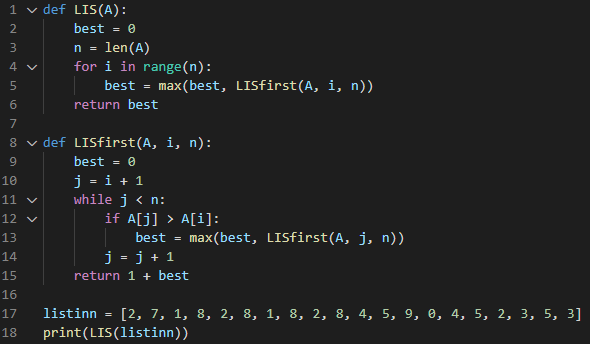 1 def LIS(A):
2     best = 0
3     n = len(A)
4     for i in range(n):
5         best = max(best, LISfirst(A, i, n))
6     return best
7
8 def LISfirst(A, i, n):
9     best = 0
10     j = i + 1
11     while j < n:
12         if A[j] > A[i]:
13             best = max(best, LISfirst(A, j, n))
14         j = j + 1
15     return 1 + best
16
17 listinn = [2, 7, 1, 8, 2, 8, 1, 8, 2, 8, 4, 5, 9, 0, 4, 5, 2, 3, 5, 3]
18 print(LIS(listinn))